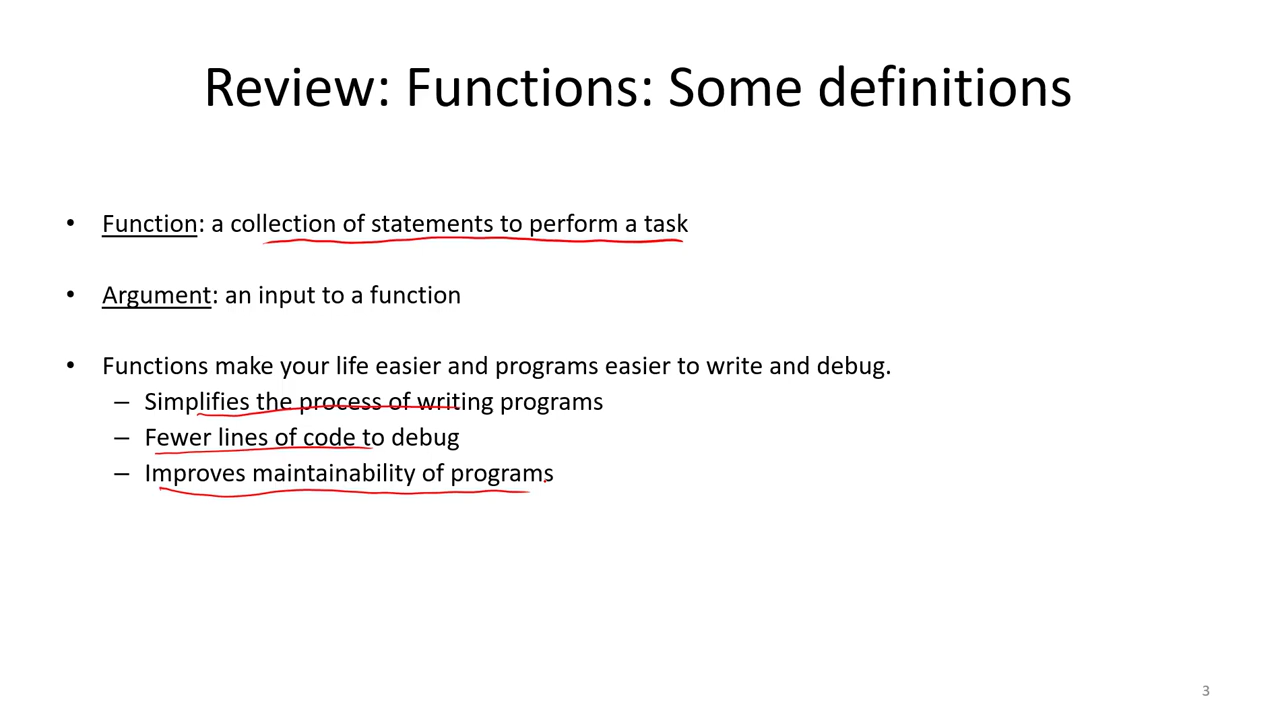 Review: Functions: Some definitions
• Function: a collection of statements to perform a task
• Argument: an input to a function
• Functions make your life easier and programs easier to write and debug.
– Simplifies the process of writing programs
– Fewer lines of code to debug
– Improves maintainability of programs
3